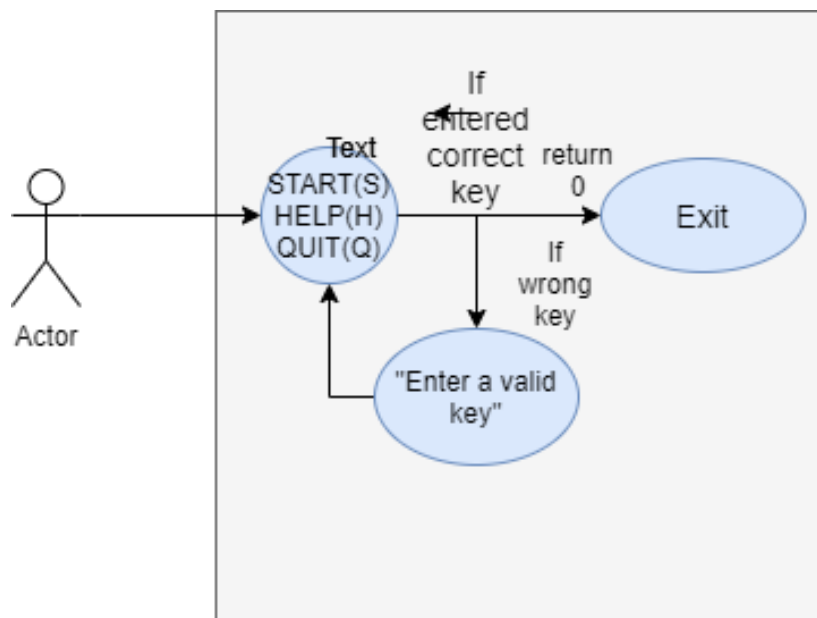 If
entered
correct
key
Text
START(S)
HELP(H)
QUIT(Q)
return
0
Exit
If
wrong
key
"Enter a valid
key"
Actor